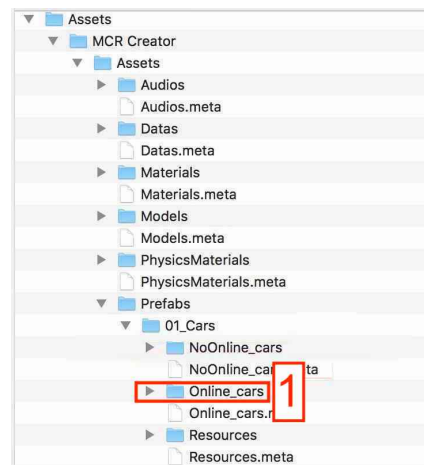 Assets
MCR Creator
Assets
Audios
Audios.meta
Datas
Datas.meta
Materials
Materials.meta
Models
Models.meta
PhysicsMaterials
PhysicsMaterials.meta
Prefabs
01_Cars
NoOnline_cars
Online_cars 1
Resources
Resources.meta